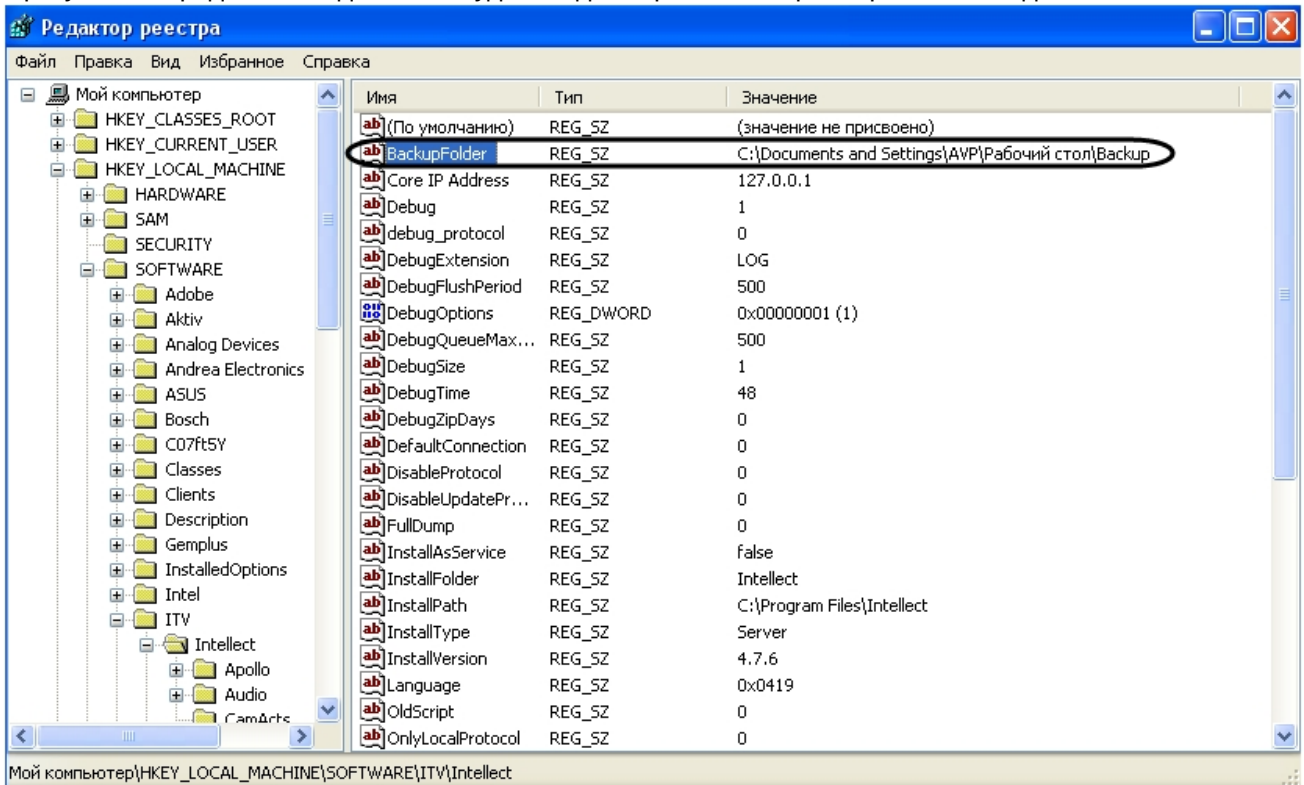 Редактор реестра
Файл Правка Вид Избранное Справка
Мой компьютер
HKEY_CLASSES_ROOT
HKEY_CURRENT_USER
HKEY_LOCAL_MACHINE
HARDWARE
SAM
SECURITY
SOFTWARE
Adobe
Aktiv
Analog Devices
Andrea Electronics
ASUS
Bosch
C07ft5Y
Classes
Clients
Description
Gemplus
InstalledOptions
Intel
ITV
Intellect
Apollo
Audio
CamActs
Имя Тип Значение
(По умолчанию) REG_SZ (значение не присвоено)
BackupFolder REG_SZ C:\Documents and Settings\AVP\Рабочий стол\Backup
Core IP Address REG_SZ 127.0.0.1
Debug REG_SZ 1
debug_protocol REG_SZ 0
DebugExtension REG_SZ LOG
DebugFlushPeriod REG_SZ 500
DebugOptions REG_DWORD 0x00000001 (1)
DebugQueueMax... REG_SZ 500
DebugSize REG_SZ 1
DebugTime REG_SZ 48
DebugZipDays REG_SZ 0
DefaultConnection REG_SZ 0
DisableProtocol REG_SZ 0
DisableUpdatePr... REG_SZ 0
FullDump REG_SZ 0
InstallAsService REG_SZ false
InstallFolder REG_SZ Intellect
InstallPath REG_SZ C:\Program Files\Intellect
InstallType REG_SZ Server
InstallVersion REG_SZ 4.7.6
Language REG_SZ 0x0419
OldScript REG_SZ 0
OnlyLocalProtocol REG_SZ 0
Мой компьютер\HKEY_LOCAL_MACHINE\SOFTWARE\ITV\Intellect